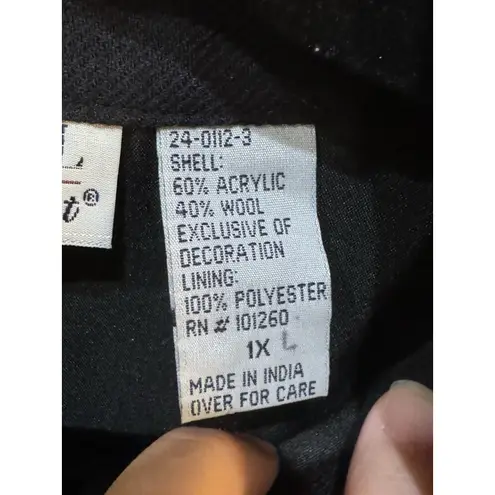 t®
24-0112-3
SHELL:
60% ACRYLIC
40% WOOL
EXCLUSIVE OF
DECORATION
LINING:
100% POLYESTER
RN # 101260
1X L
MADE IN INDIA
OVER FOR CARE